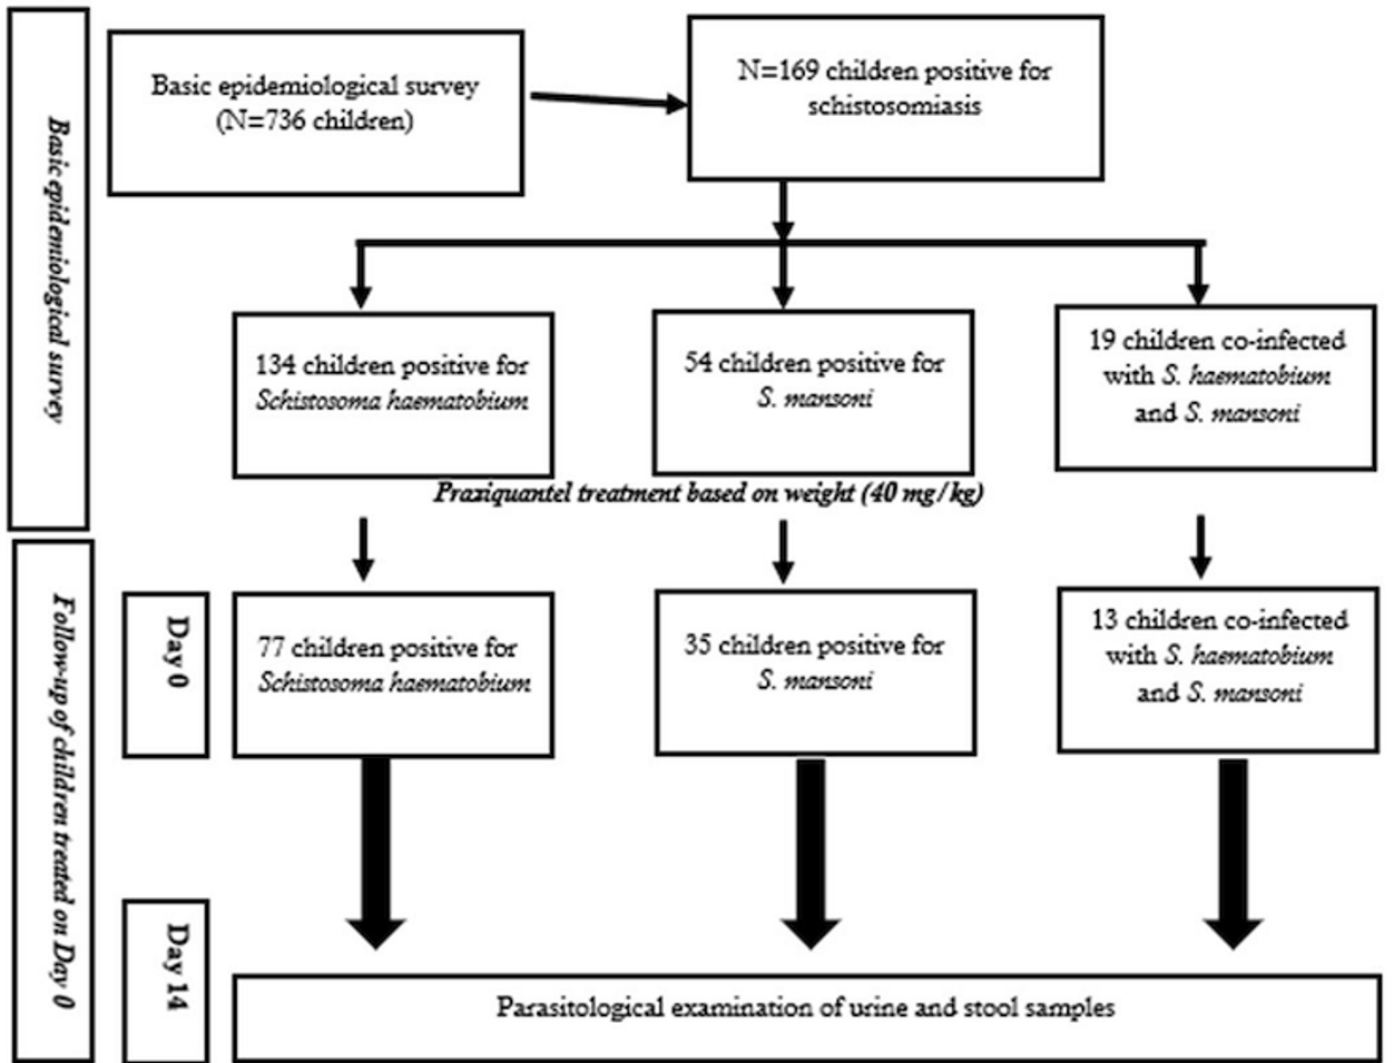 Basic epidemiological survey
Basic epidemiological survey
(N=736 children)
N=169 children positive for
schistosomiasis
134 children positive for
Schistosoma haematobium
54 children positive for
S. mansoni
19 children co-infected
with S. haematobium
and S. mansoni
Praziquantel treatment based on weight (40 mg/kg)
Follow-up of children treated on Day 0
Day 0
77 children positive for
Schistosoma haematobium
35 children positive for
S. mansoni
13 children co-infected
with S. haematobium
and S. mansoni
Day 14
Parasitological examination of urine and stool samples